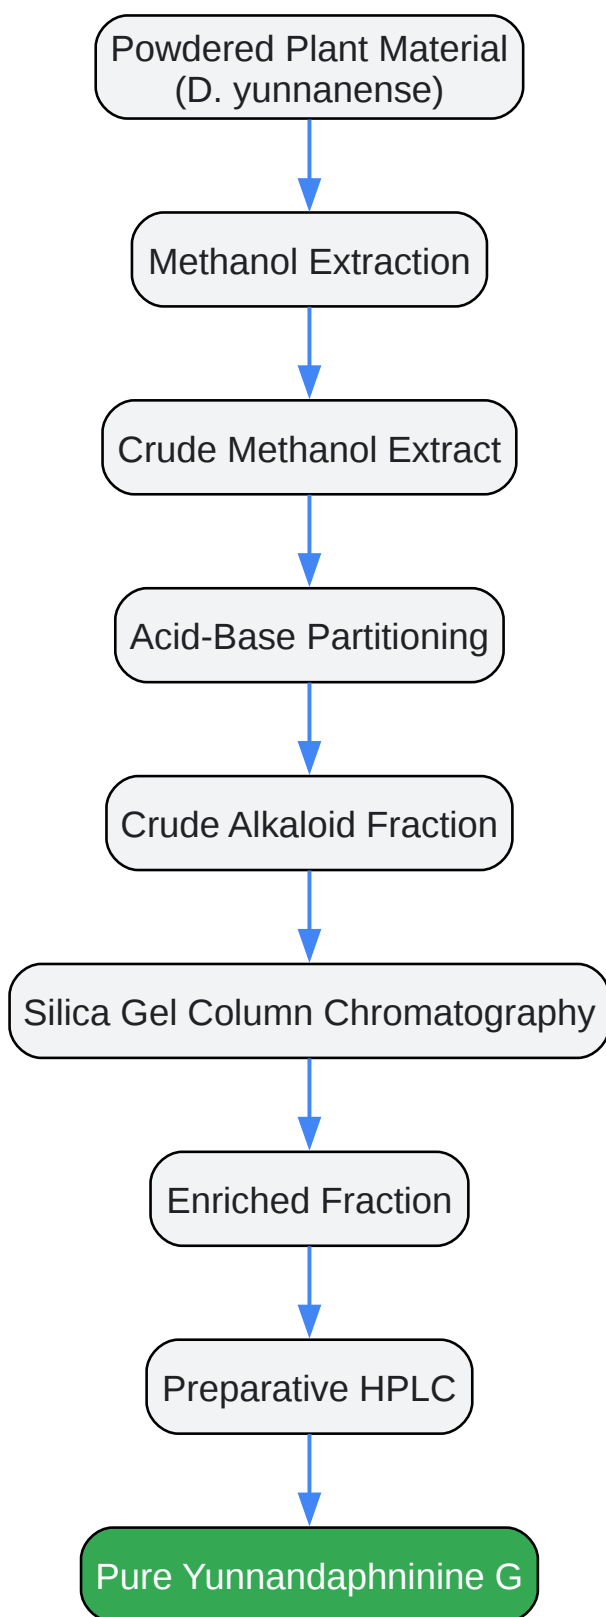 Powdered Plant Material
(D. yunnanense)
Methanol Extraction
Crude Methanol Extract
Acid-Base Partitioning
Crude Alkaloid Fraction
Silica Gel Column Chromatography
Enriched Fraction
Preparative HPLC
Pure Yunnandaphninine G